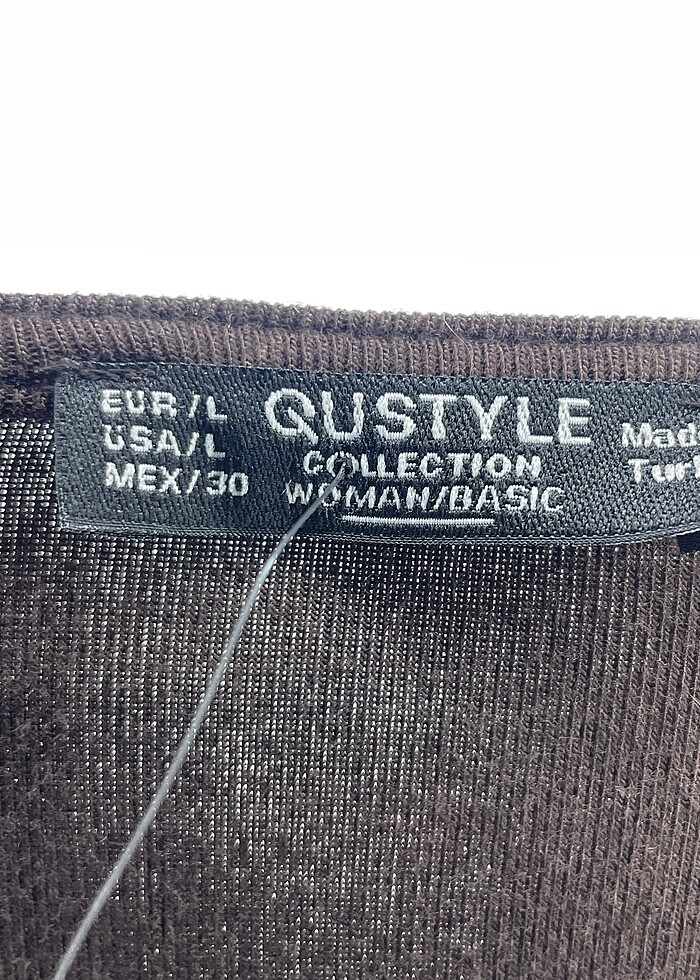 EUR/L
USA/L
MEX/30
QUSTYLE
COLLECTION
WOMAN/BASIC